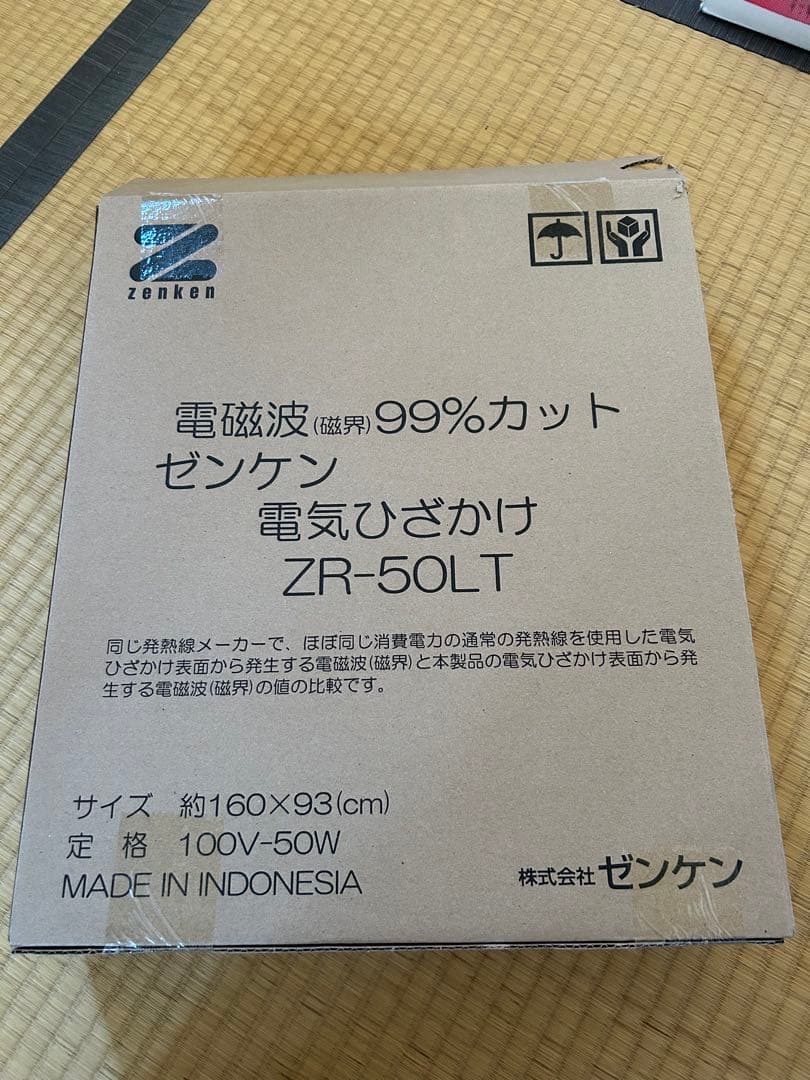 zenken
電磁波(磁界)99%カット
ゼンケン
電気ひざかけ
ZR-50LT
同じ発熱線メーカーで、ほぼ同じ消費電力の通常の発熱線を使用した電気
ひざかけ表面から発生する電磁波(磁界)と本製品の電気ひざかけ表面から発
生する電磁波(磁界)の値の比較です。
サイズ 約160×93(cm)
定 格 100V-50W
MADE IN INDONESIA
株式会社ゼンケン